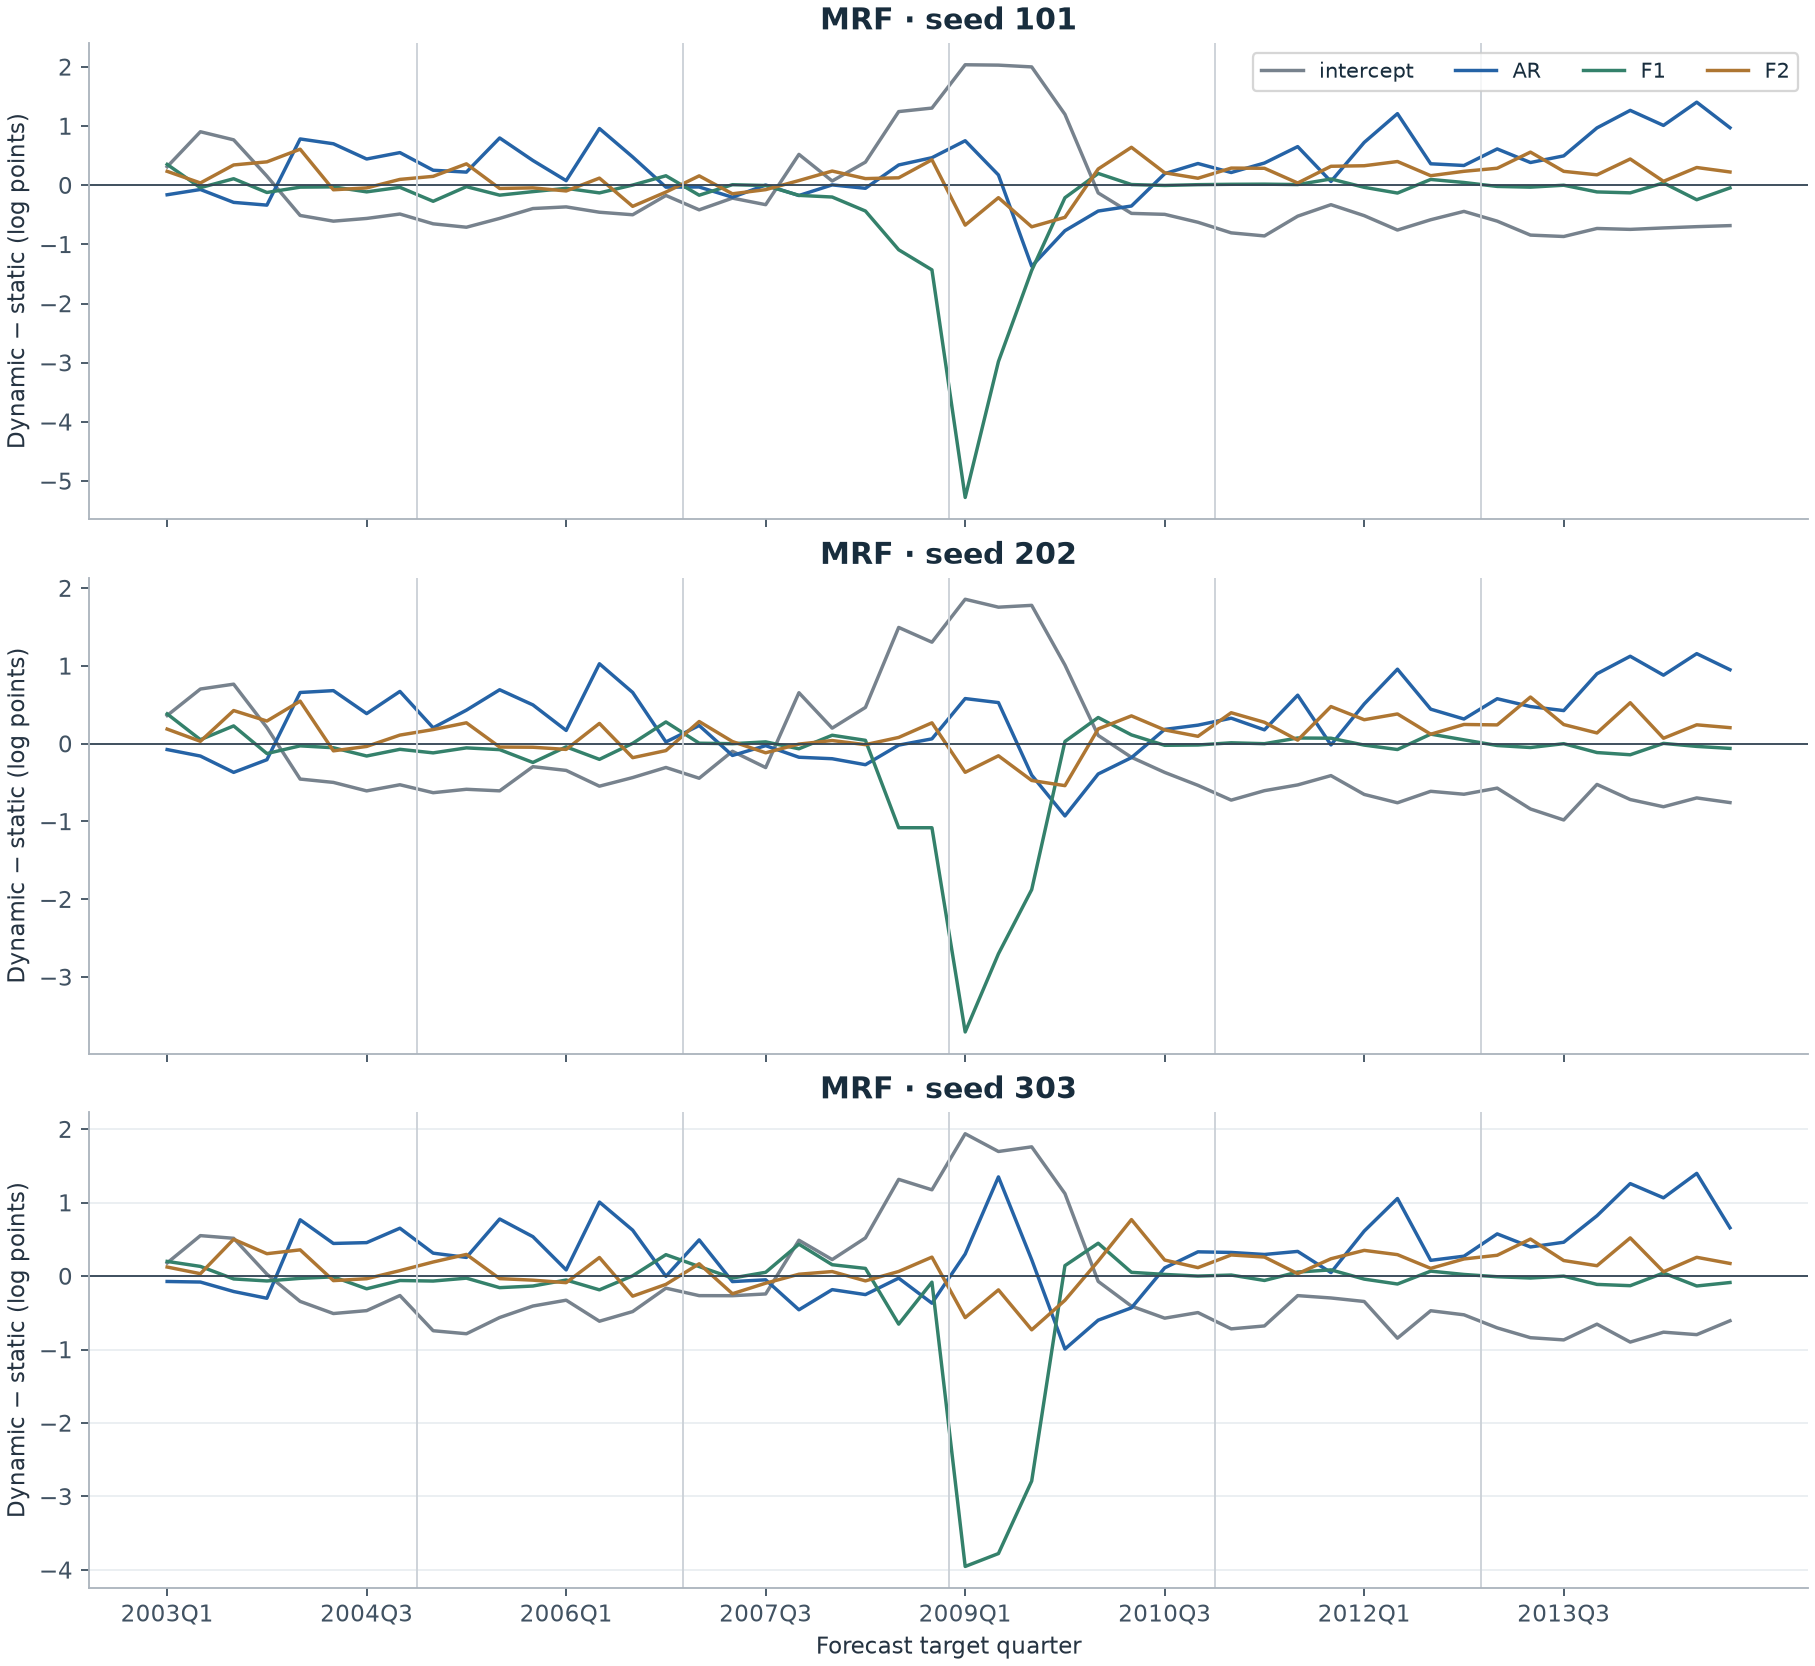 MRF · seed 101
intercept AR F1 F2
Dynamic − static (log points)
2
1
0
−1
−2
−3
−4
−5
MRF · seed 202
Dynamic − static (log points)
2
1
0
−1
−2
−3
MRF · seed 303
Dynamic − static (log points)
2
1
0
−1
−2
−3
−4
2003Q1 2004Q3 2006Q1 2007Q3 2009Q1 2010Q3 2012Q1 2013Q3
Forecast target quarter